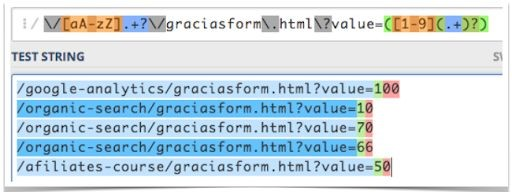 / \/[aA-zZ].+?\/graciasform\.html\?value=([1-9](.+)?)
TEST STRING
/google-analytics/graciasform.html?value=100
/organic-search/graciasform.html?value=10
/organic-search/graciasform.html?value=70
/organic-search/graciasform.html?value=66
/afiliates-course/graciasform.html?value=50